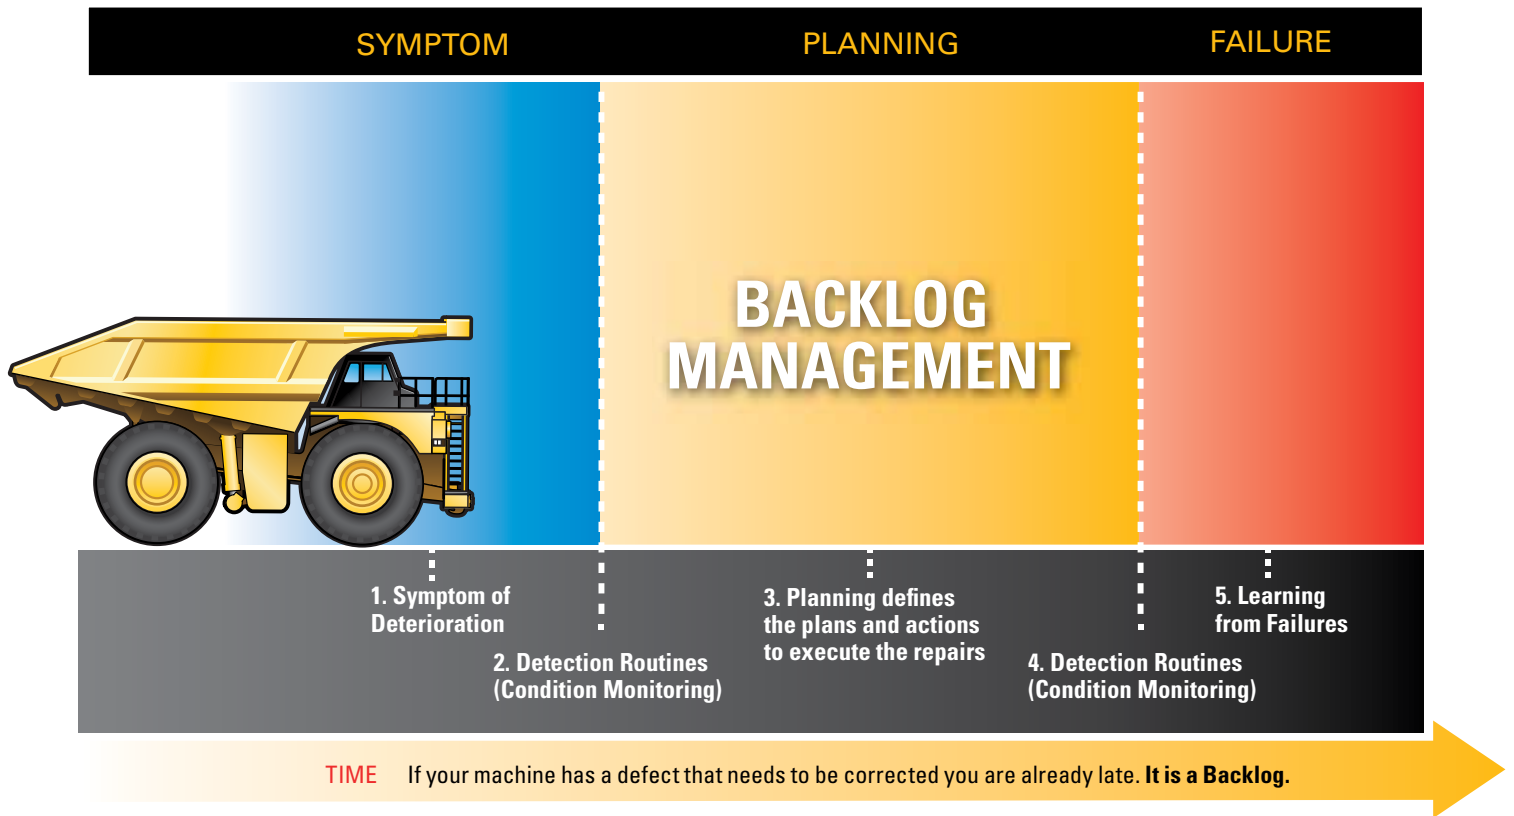 SYMPTOM
PLANNING
FAILURE
BACKLOG
MANAGEMENT
1. Symptom of
Deterioration
2. Detection Routines
(Condition Monitoring)
3. Planning defines
the plans and actions
to execute the repairs
4. Detection Routines
(Condition Monitoring)
5. Learning
from Failures
TIME If your machine has a defect that needs to be corrected you are already late. It is a Backlog.